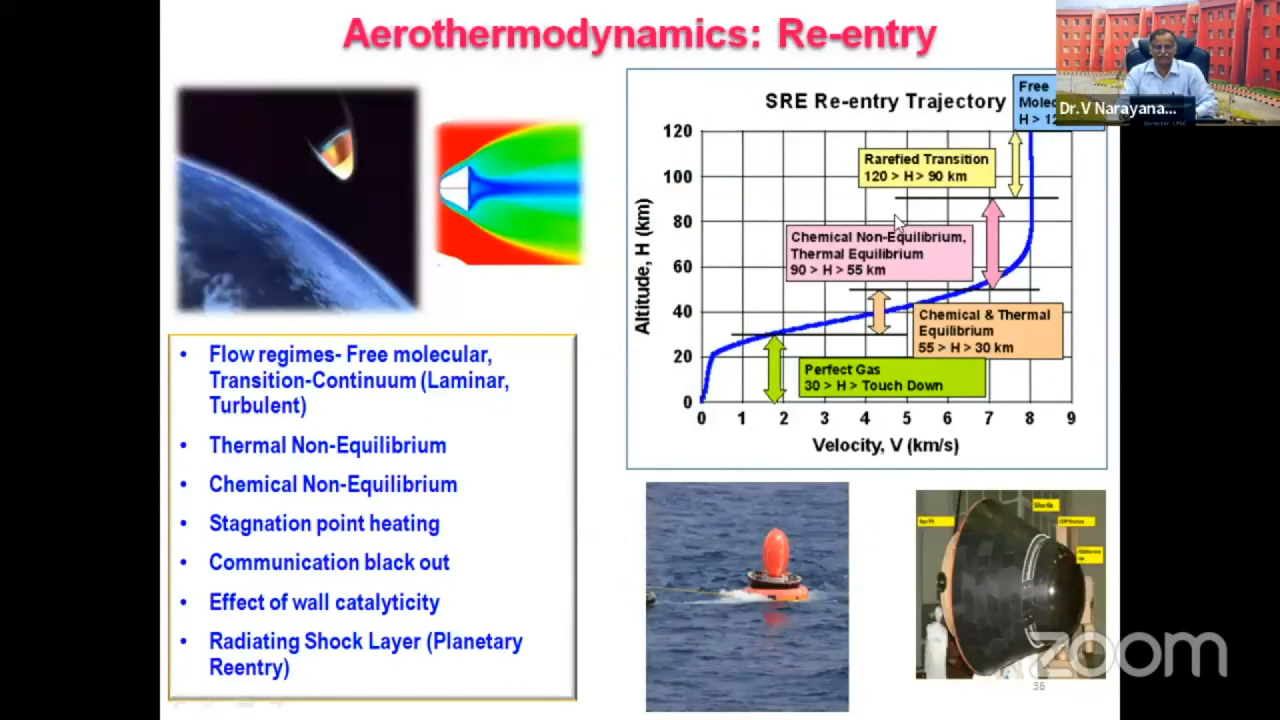 Aerothermodynamics: Re-entry
SRE Re-entry Trajectory
Free
H > 12
Dr.V Narayana...
120
100
80
60
40
20
0
Altitude, H (km)
Rarefied Transition
120 > H > 90 km
Chemical Non-Equilibrium,
Thermal Equilibrium
90 > H > 55 km
Chemical & Thermal
Equilibrium
55 > H > 30 km
Perfect Gas
30 > H > Touch Down
0 1 2 3 4 5 6 7 8 9
Velocity, V (km/s)
• Flow regimes- Free molecular,
Transition-Continuum (Laminar,
Turbulent)
• Thermal Non-Equilibrium
• Chemical Non-Equilibrium
• Stagnation point heating
• Communication black out
• Effect of wall catalyticity
• Radiating Shock Layer (Planetary
Reentry)
zoom
36